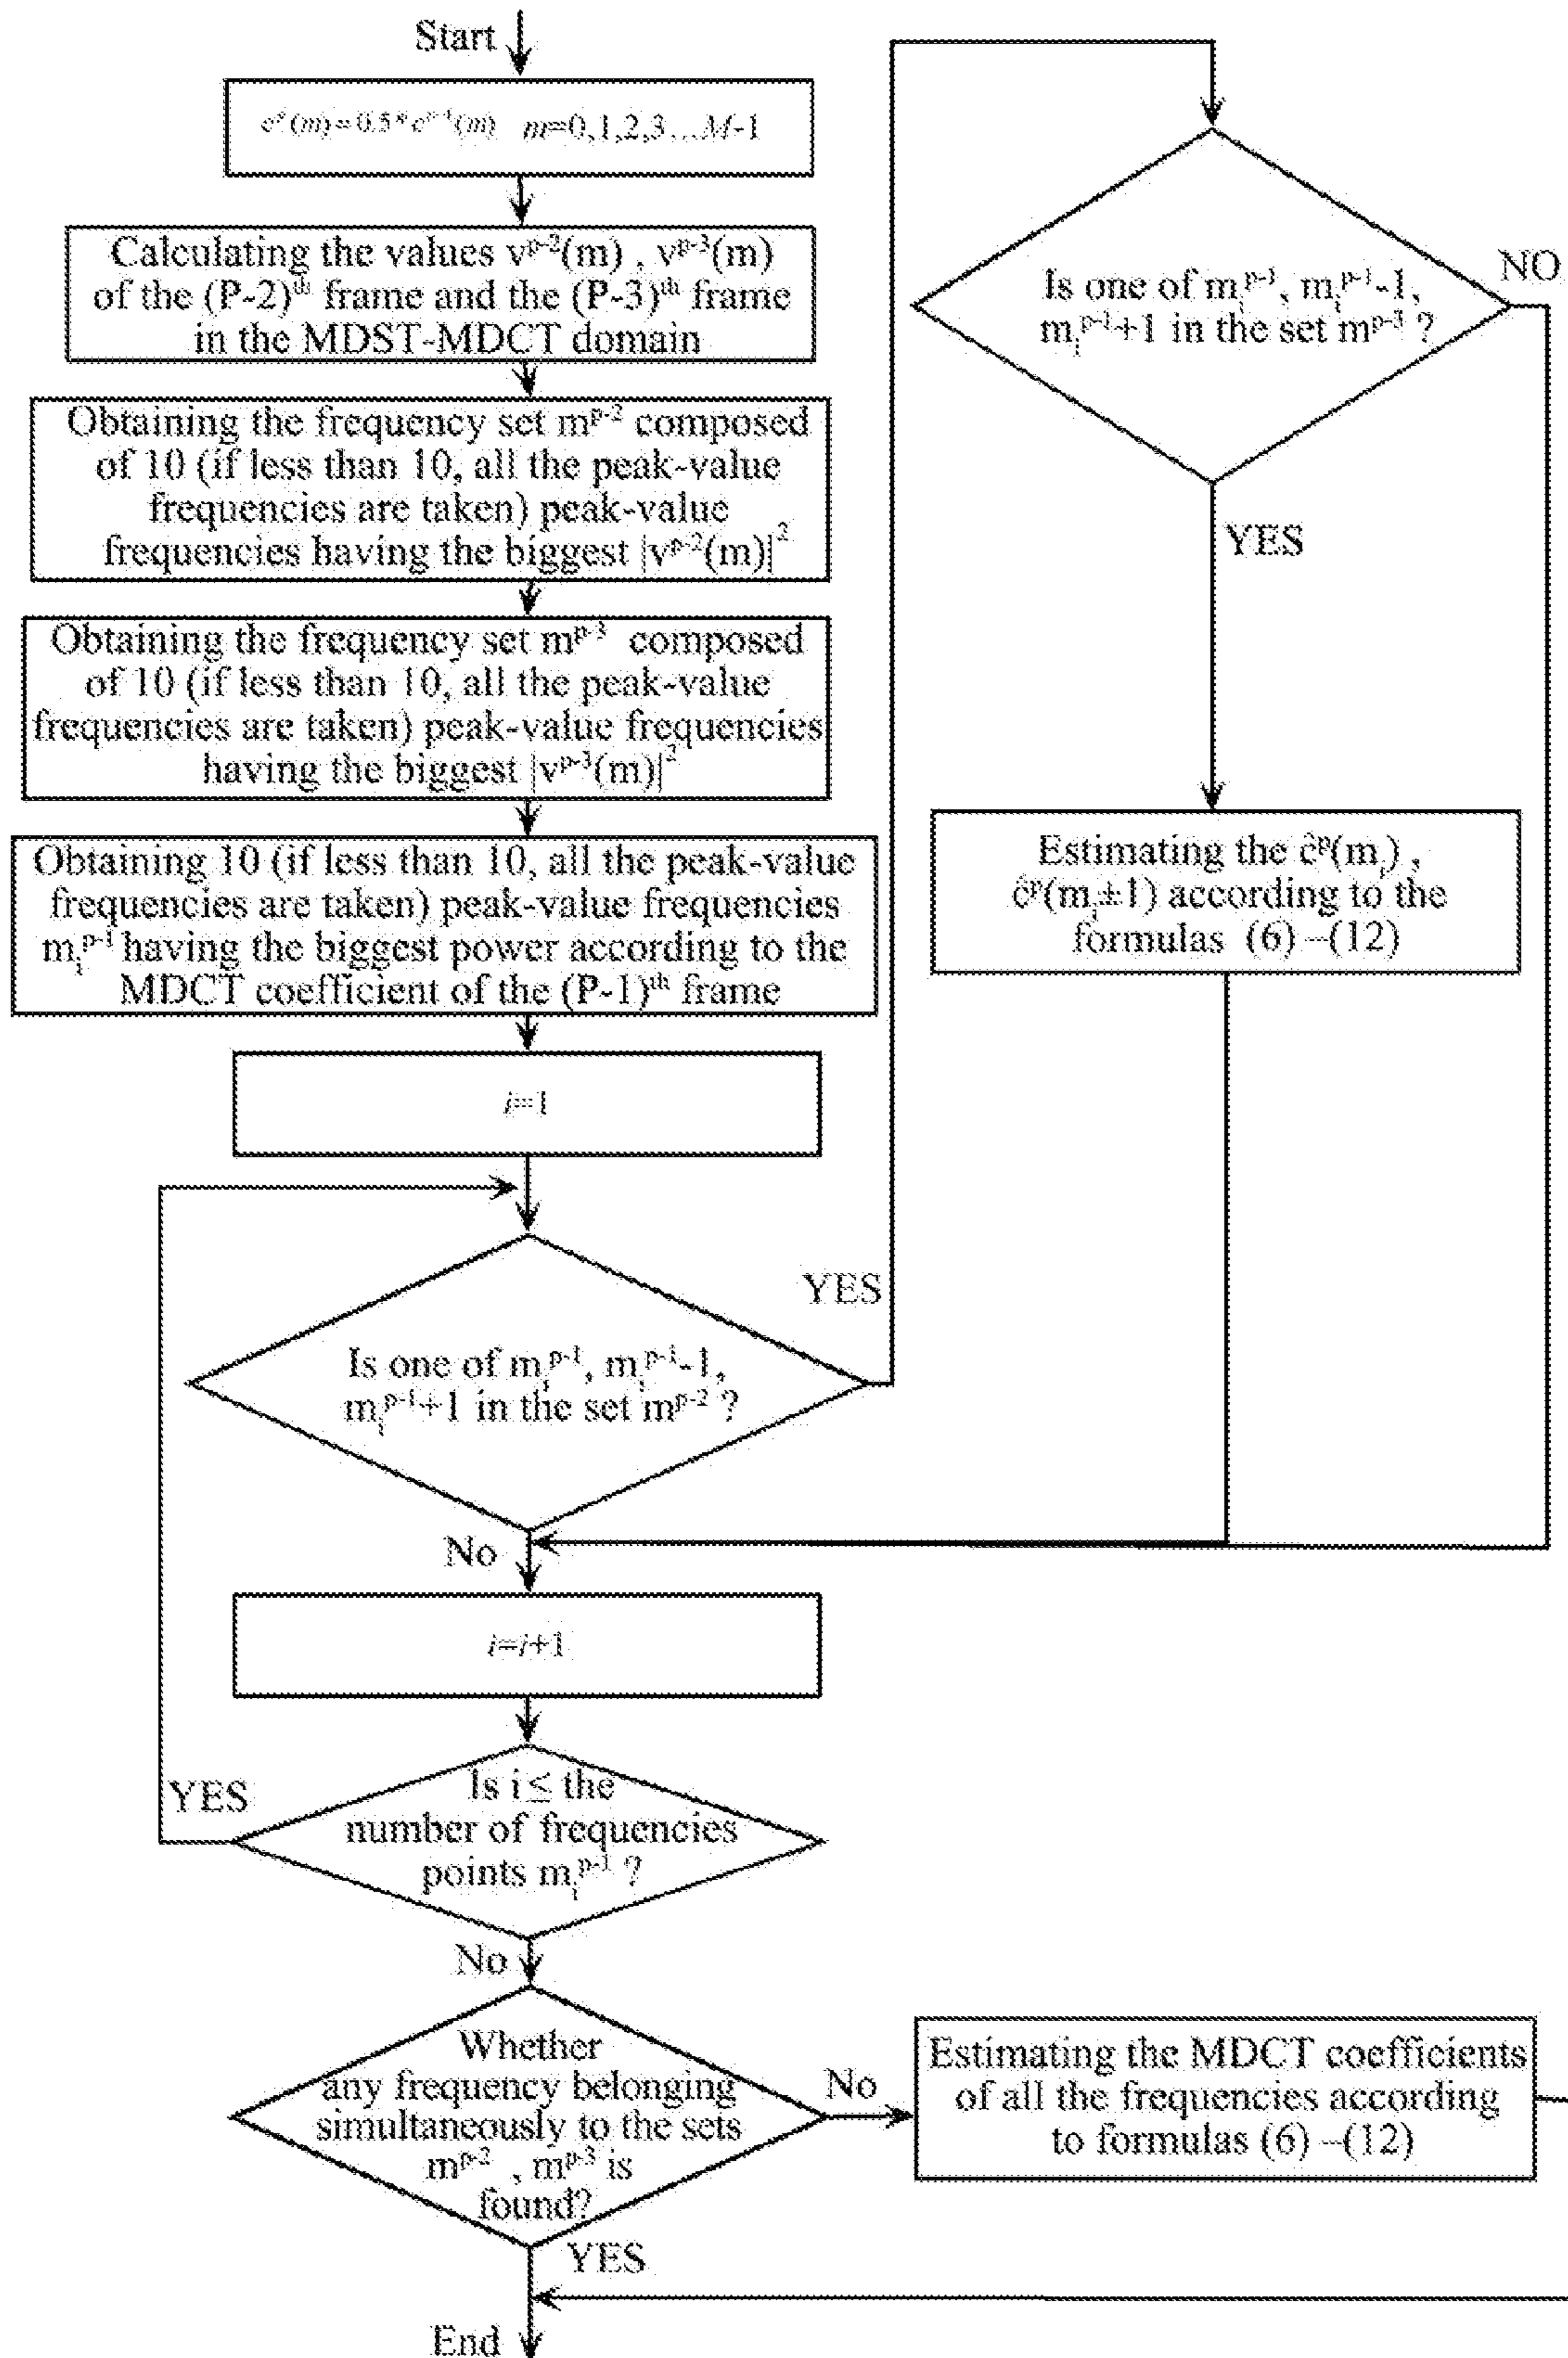 Start
c^p(m)=0.5*c^{p-1}(m) m=0,1,2,3...M-1
Calculating the values v^{p-2}(m) , v^{p-3}(m)
of the (P-2)^{th} frame and the (P-3)^{th} frame
in the MDST-MDCT domain
Obtaining the frequency set m^{p-2} composed
of 10 (if less than 10, all the peak-value
frequencies are taken) peak-value
frequencies having the biggest |v^{p-2}(m)|^2
Obtaining the frequency set m^{p-3} composed
of 10 (if less than 10, all the peak-value
frequencies are taken) peak-value frequencies
having the biggest |v^{p-3}(m)|^2
Obtaining 10 (if less than 10, all the peak-value
frequencies are taken) peak-value frequencies
m_i^{p-1} having the biggest power according to the
MDCT coefficient of the (P-1)^{th} frame
i=1
Is one of m_i^{p-1}, m_i^{p-1}-1,
m_i^{p-1}+1 in the set m^{p-2} ?
YES
No
Is one of m_i^{p-1}, m_i^{p-1}-1,
m_i^{p-1}+1 in the set m^{p-3} ?
NO
YES
Estimating the ĉ^p(m_i) ,
ĉ^p(m_i±1) according to the
formulas (6) –(12)
i=i+1
Is i ≤ the
number of frequencies
points m_i^{p-1} ?
YES
No
Whether
any frequency belonging
simultaneously to the sets
m^{p-2} , m^{p-3} is
found?
No
Estimating the MDCT coefficients
of all the frequencies according
to formulas (6) –(12)
YES
End